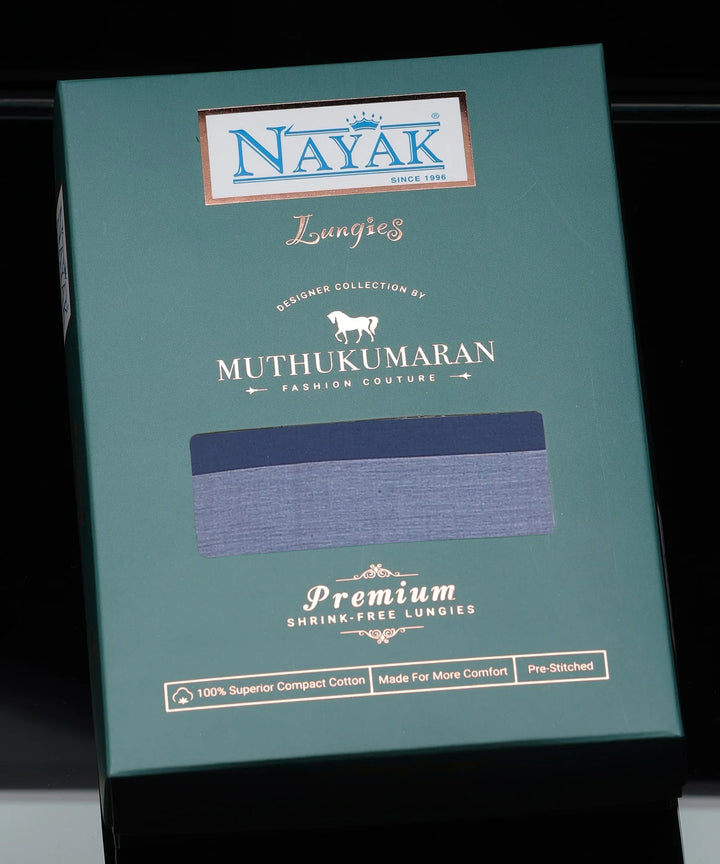 NAYAK ®
SINCE 1996
Lungies
DESIGNER COLLECTION BY
MUTHUKUMARAN
FASHION COUTURE
Premium
SHRINK-FREE LUNGIES
100% Superior Compact Cotton Made For More Comfort Pre-Stitched